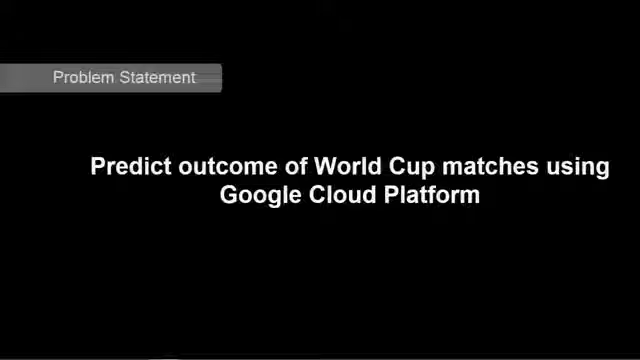 Problem Statement
Predict outcome of World Cup matches using
Google Cloud Platform